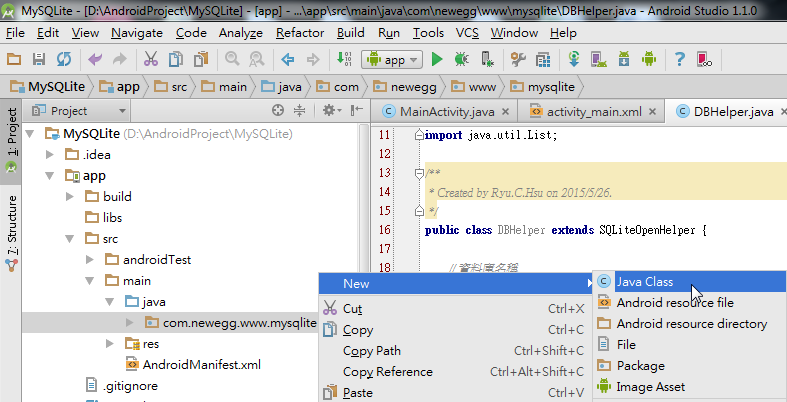 MySQLite - [D:\AndroidProject\MySQLite] - [app] - ...\app\src\main\java\com\newegg\www\mysqlite\DBHelper.java - Android Studio 1.1.0
File Edit View Navigate Code Analyze Refactor Build Run Tools VCS Window Help
app
MySQLite app src main java com newegg www mysqlite
1: Project
7: Structure
Project
MainActivity.java activity_main.xml DBHelper.java
MySQLite (D:\AndroidProject\MySQLite)
.idea
app
build
libs
src
androidTest
main
java
com.newegg.www.mysqlite
res
AndroidManifest.xml
.gitignore
11 import java.util.List;
12
13 /**
14 * Created by Ryu.C.Hsu on 2015/5/26.
15 */
16 public class DBHelper extends SQLiteOpenHelper {
17
18 //資料庫名稱
New
Cut Ctrl+X
Copy Ctrl+C
Copy Path Ctrl+Shift+C
Copy Reference Ctrl+Alt+Shift+C
Paste Ctrl+V
Java Class
Android resource file
Android resource directory
File
Package
Image Asset